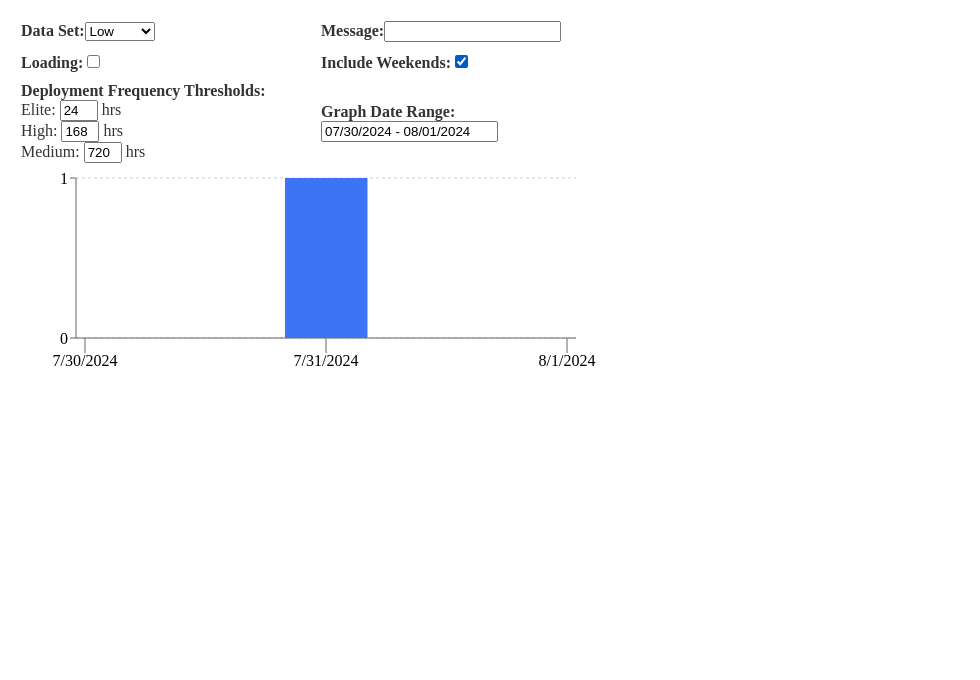 Data Set: Low
Message:
Loading:
Include Weekends:
Deployment Frequency Thresholds:
Elite: 24 hrs
High: 168 hrs
Medium: 720 hrs
Graph Date Range:
07/30/2024 - 08/01/2024
1
0
7/30/2024 7/31/2024 8/1/2024